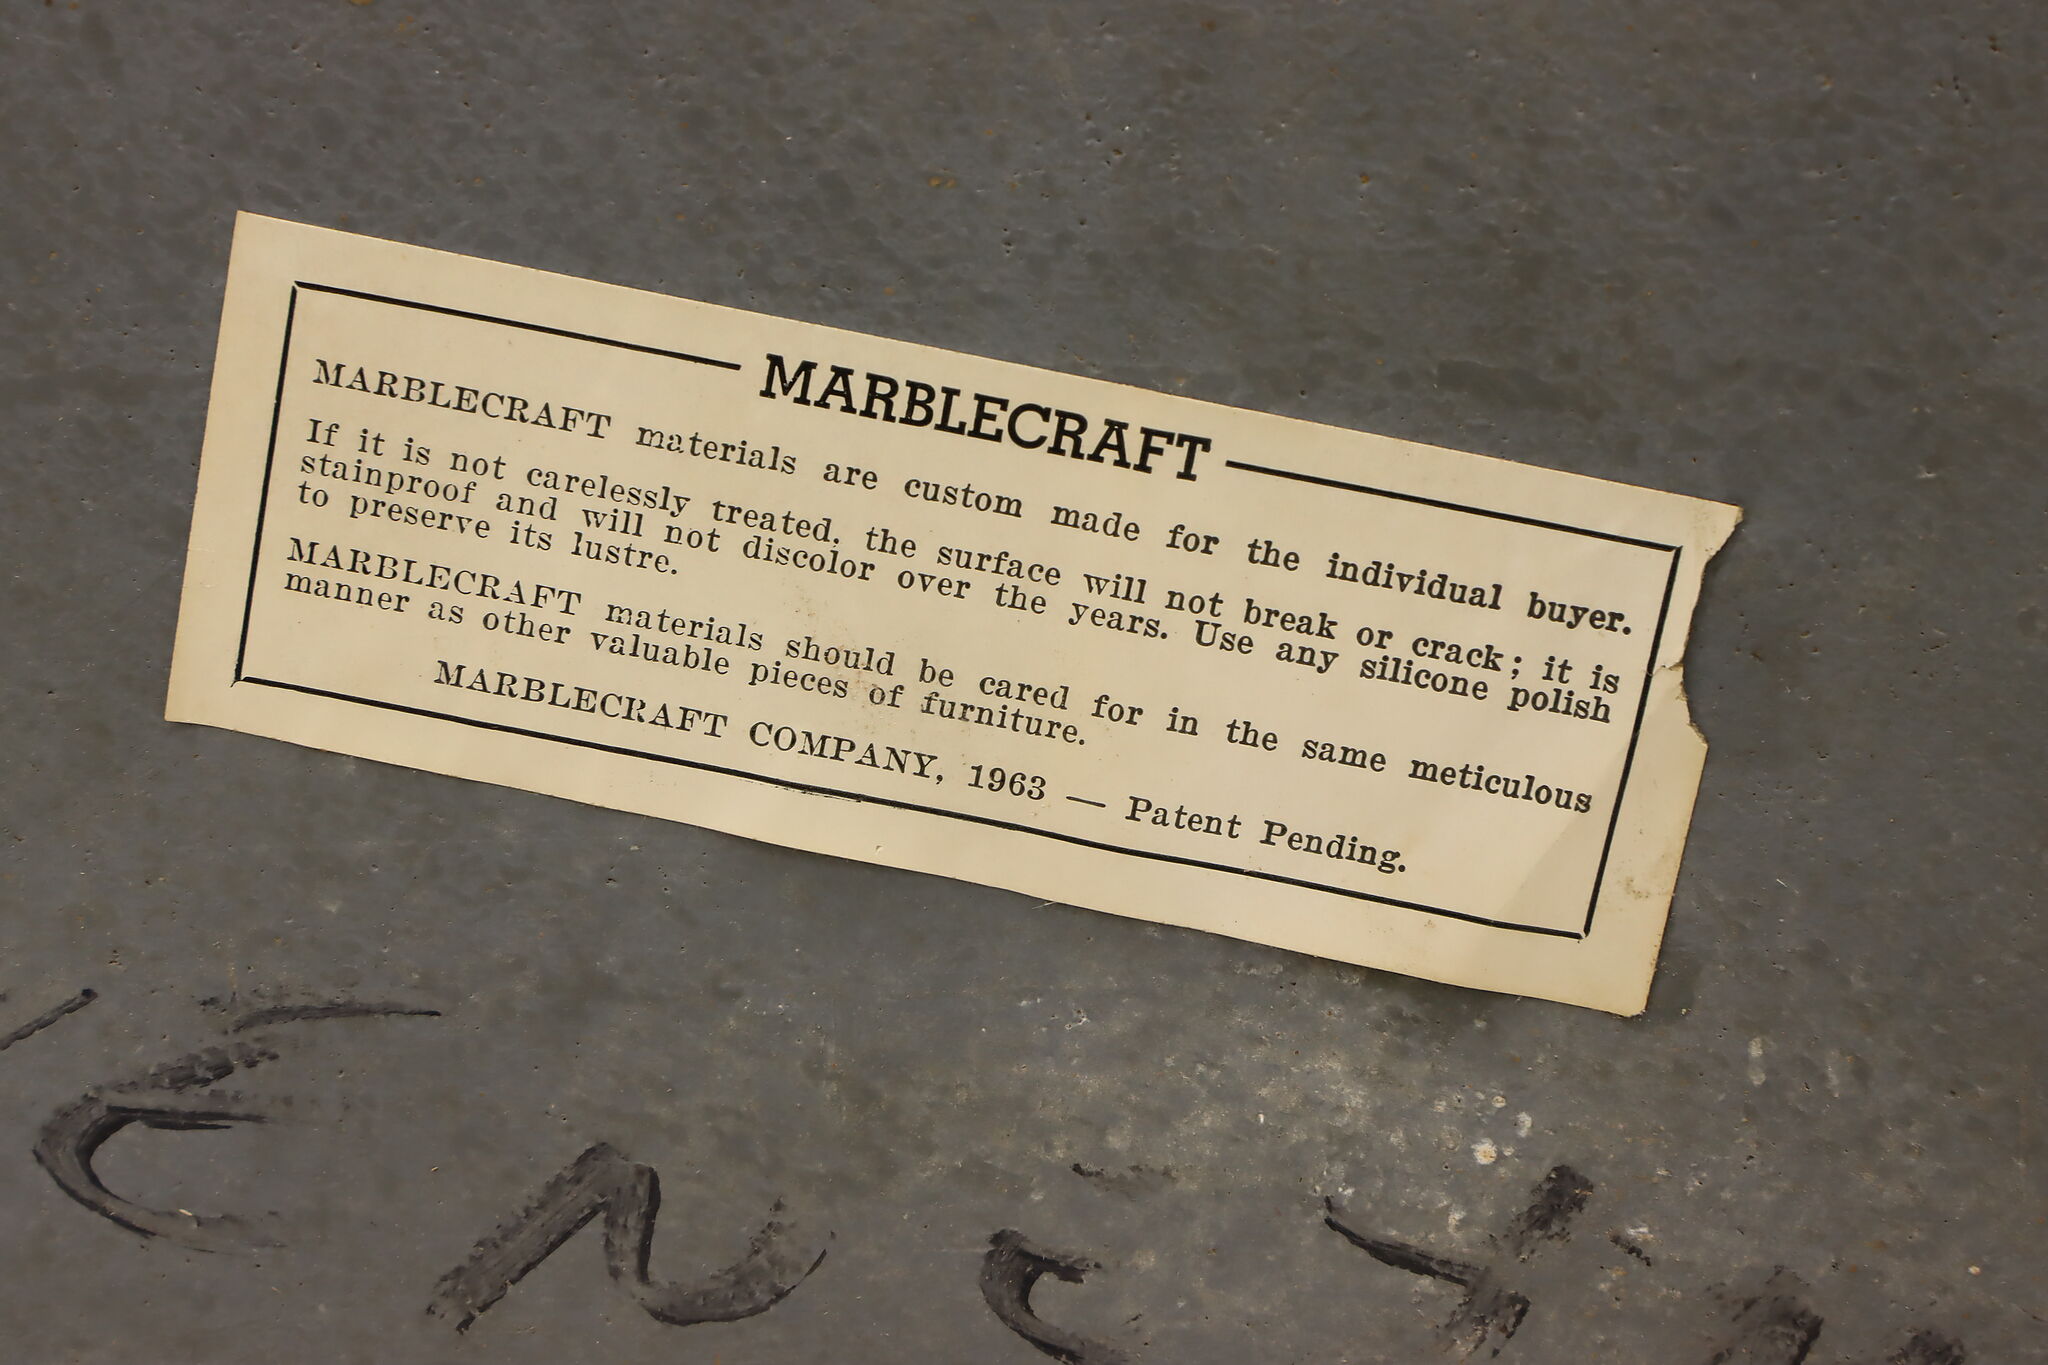 MARBLECRAFT
MARBLECRAFT materials are custom made for the individual buyer.
If it is not carelessly treated, the surface will not break or crack; it is
stainproof and will not discolor over the years. Use any silicone polish
to preserve its lustre.
MARBLECRAFT materials should be cared for in the same meticulous
manner as other valuable pieces of furniture.
MARBLECRAFT COMPANY, 1963 — Patent Pending.